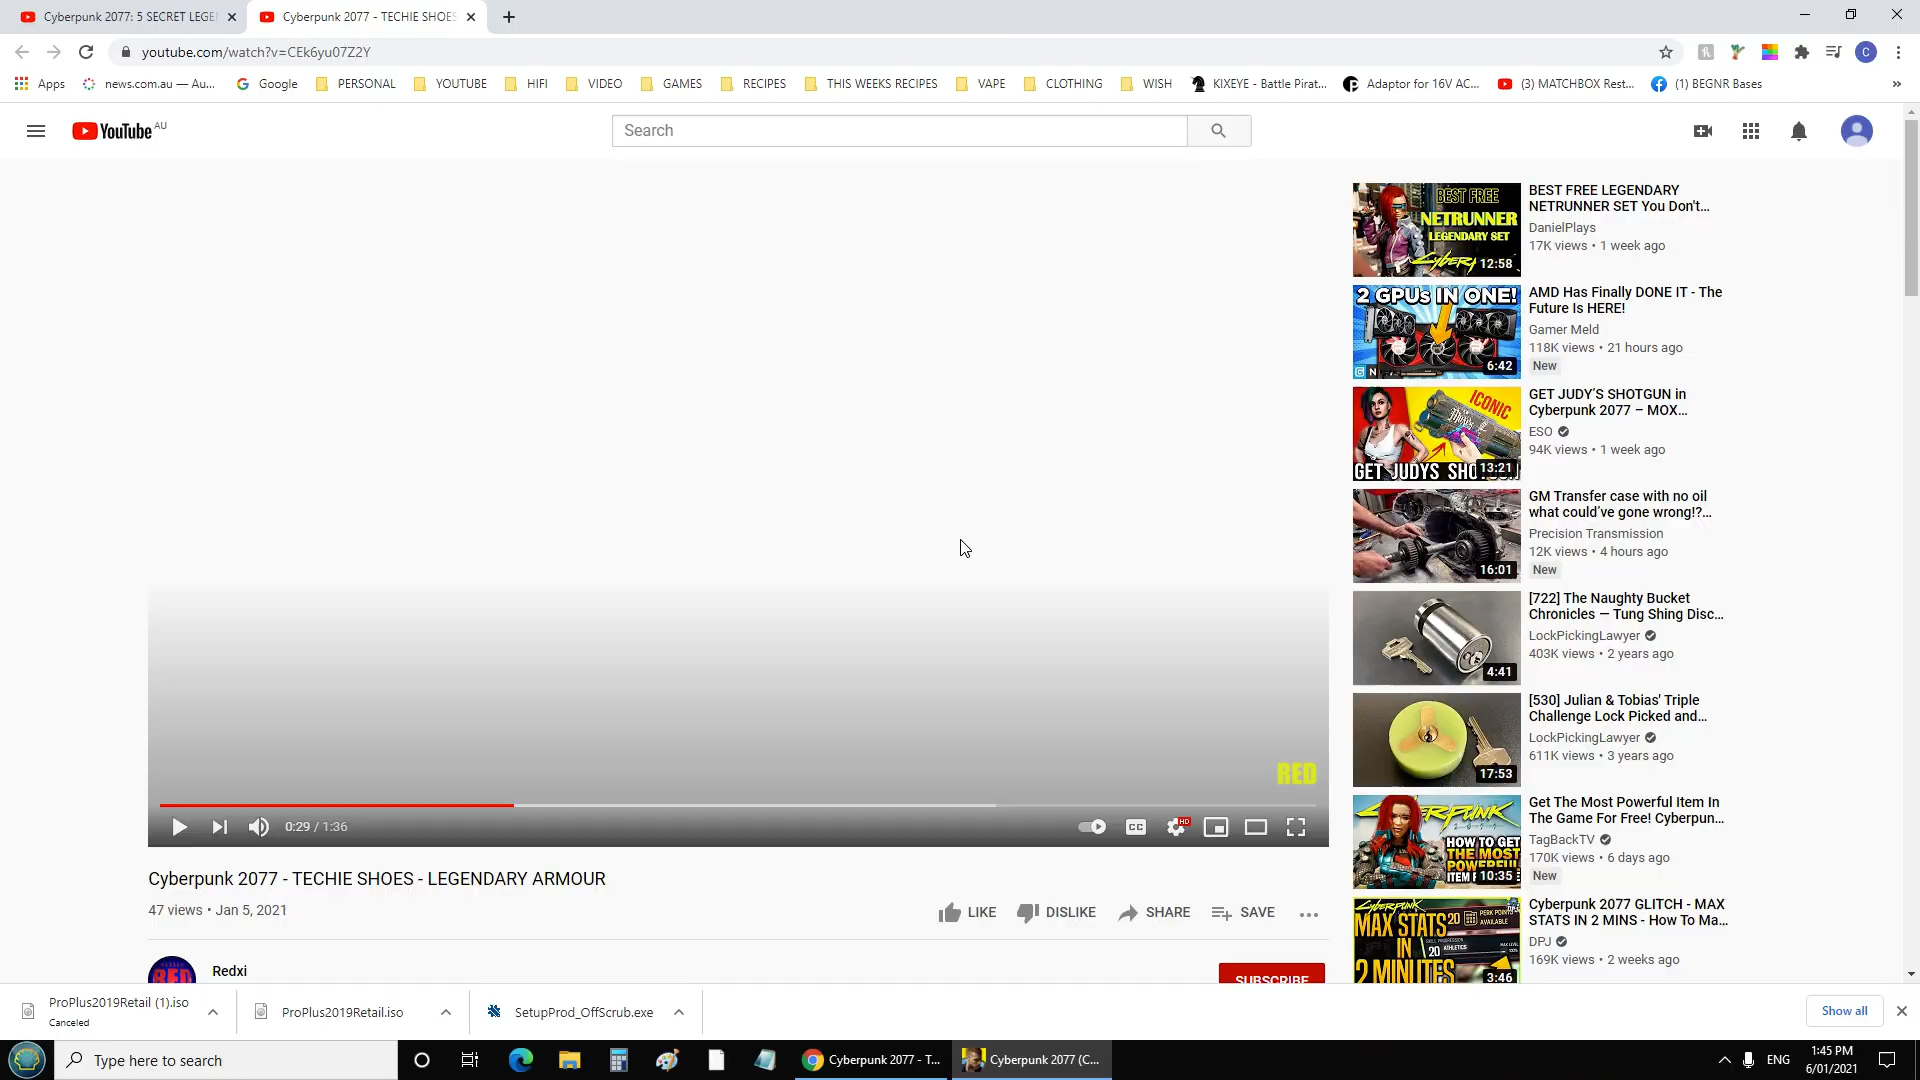 Cyberpunk 2077: 5 SECRET LEGE
Cyberpunk 2077 - TECHIE SHOES
youtube.com/watch?v=CEk6yu07Z2Y
Apps
news.com.au — Au...
Google
PERSONAL
YOUTUBE
HIFI
VIDEO
GAMES
RECIPES
THIS WEEKS RECIPES
VAPE
CLOTHING
WISH
KIXEYE - Battle Pirat...
Adaptor for 16V AC...
(3) MATCHBOX Rest...
(1) BEGNR Bases
YouTube AU
Search
C
BEST FREE
NETRUNNER
LEGENDARY SET
12:58
BEST FREE LEGENDARY
NETRUNNER SET You Don't...
DanielPlays
17K views • 1 week ago
2 GPUs IN ONE!
6:42
AMD Has Finally DONE IT - The
Future Is HERE!
Gamer Meld
118K views • 21 hours ago
New
ICONIC
13:21
GET JUDY’S SHOTGUN in
Cyberpunk 2077 – MOX...
ESO
94K views • 1 week ago
16:01
GM Transfer case with no oil
what could’ve gone wrong!?...
Precision Transmission
12K views • 4 hours ago
New
4:41
[722] The Naughty Bucket
Chronicles — Tung Shing Disc...
LockPickingLawyer
403K views • 2 years ago
17:53
[530] Julian & Tobias' Triple
Challenge Lock Picked and...
LockPickingLawyer
611K views • 3 years ago
CYBERPUNK
HOW TO GET
THE MOST
POWERFUL
10:35
Get The Most Powerful Item In
The Game For Free! Cyberpun...
TagBackTV
170K views • 6 days ago
New
MAX STATS
IN
2 MINUTES
3:46
Cyberpunk 2077 GLITCH - MAX
STATS IN 2 MINS - How To Ma...
DPJ
169K views • 2 weeks ago
RED
0:29 / 1:36
CC
HD
Cyberpunk 2077 - TECHIE SHOES - LEGENDARY ARMOUR
47 views • Jan 5, 2021
LIKE
DISLIKE
SHARE
SAVE
RED
Redxi
SUBSCRIBE
ProPlus2019Retail (1).iso
Canceled
ProPlus2019Retail.iso
SetupProd_OffScrub.exe
Show all
Type here to search
Cyberpunk 2077 - T...
Cyberpunk 2077 (C...
ENG
1:45 PM
6/01/2021